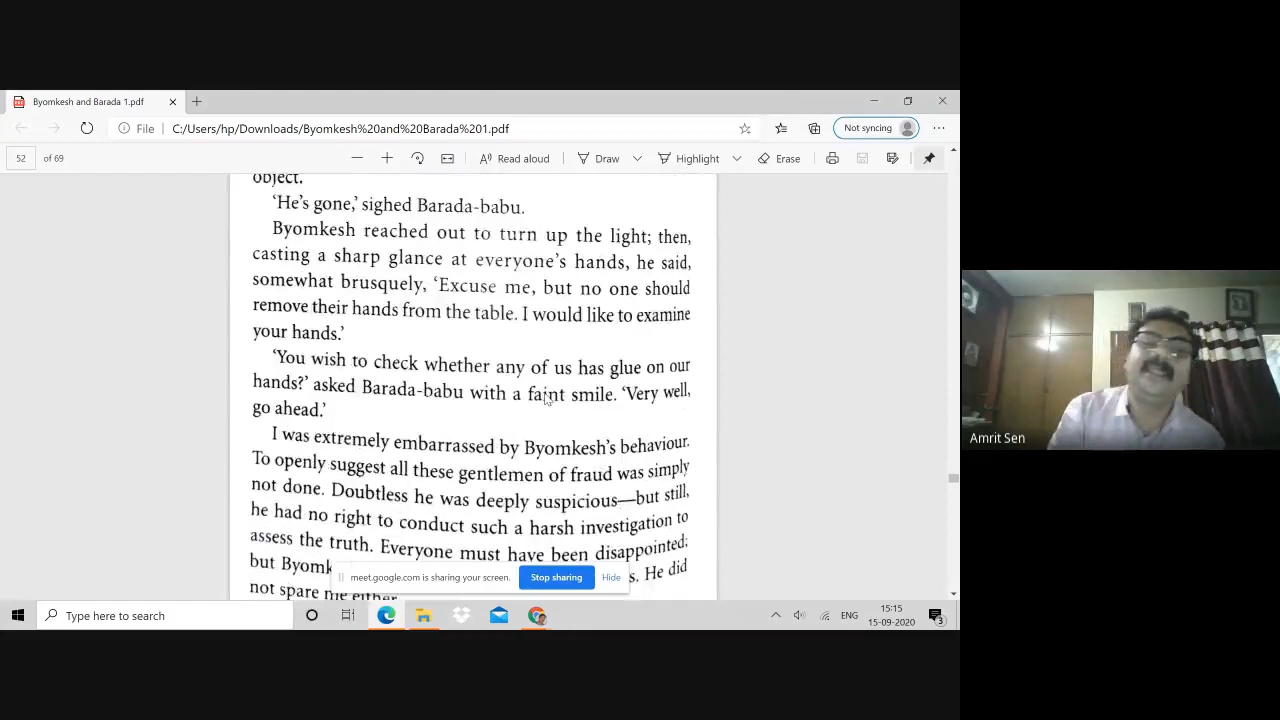 Byomkesh and Barada 1.pdf
File C:/Users/hp/Downloads/Byomkesh%20and%20Barada%201.pdf
Not syncing
52 of 69
Read aloud
Draw
Highlight
Erase
object.
'He's gone,' sighed Barada-babu.
Byomkesh reached out to turn up the light; then,
casting a sharp glance at everyone's hands, he said,
somewhat brusquely, 'Excuse me, but no one should
remove their hands from the table. I would like to examine
your hands.'
'You wish to check whether any of us has glue on our
hands?' asked Barada-babu with a faint smile. 'Very well,
go ahead.'
I was extremely embarrassed by Byomkesh's behaviour.
To openly suggest all these gentlemen of fraud was simply
not done. Doubtless he was deeply suspicious—but still,
he had no right to conduct such a harsh investigation to
assess the truth. Everyone must have been disappointed;
but Byomk s. He did
not spare me either
meet.google.com is sharing your screen. Stop sharing Hide
Amrit Sen
Type here to search
ENG
15:15
15-09-2020
3